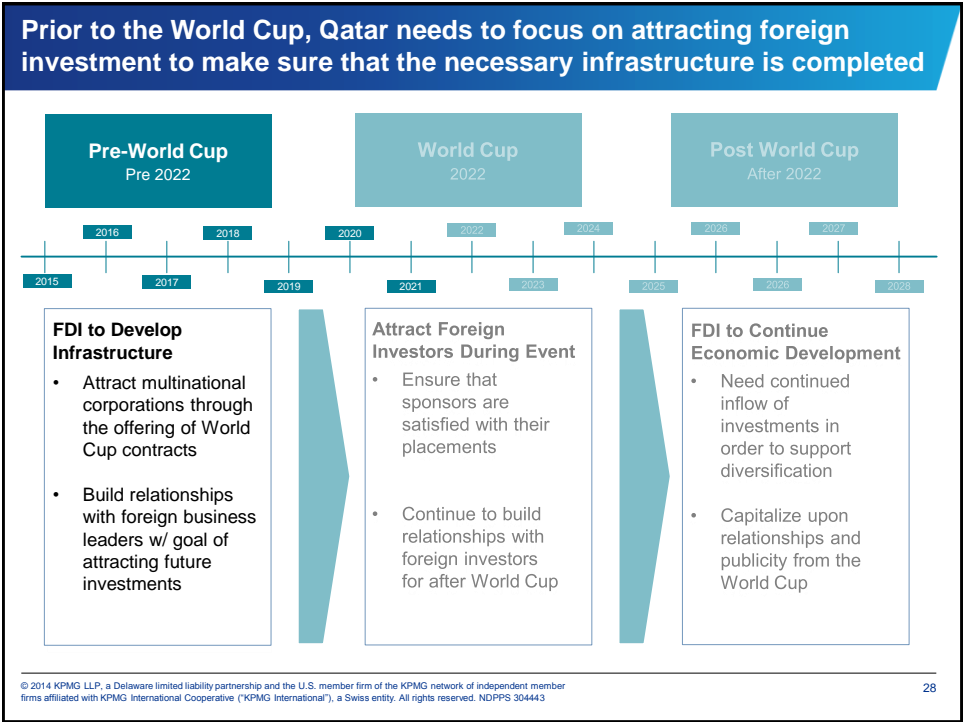 Prior to the World Cup, Qatar needs to focus on attracting foreign
investment to make sure that the necessary infrastructure is completed
Pre-World Cup
Pre 2022
World Cup
2022
Post World Cup
After 2022
2016
2018
2020
2022
2024
2026
2027
2015
2017
2019
2021
2023
2025
2026
2028
FDI to Develop
Infrastructure
• Attract multinational
corporations through
the offering of World
Cup contracts
• Build relationships
with foreign business
leaders w/ goal of
attracting future
investments
Attract Foreign
Investors During Event
• Ensure that
sponsors are
satisfied with their
placements
• Continue to build
relationships with
foreign investors
for after World Cup
FDI to Continue
Economic Development
• Need continued
inflow of
investments in
order to support
diversification
• Capitalize upon
relationships and
publicity from the
World Cup
© 2014 KPMG LLP, a Delaware limited liability partnership and the U.S. member firm of the KPMG network of independent member
firms affiliated with KPMG International Cooperative ("KPMG International"), a Swiss entity. All rights reserved. NDPPS 304443
28